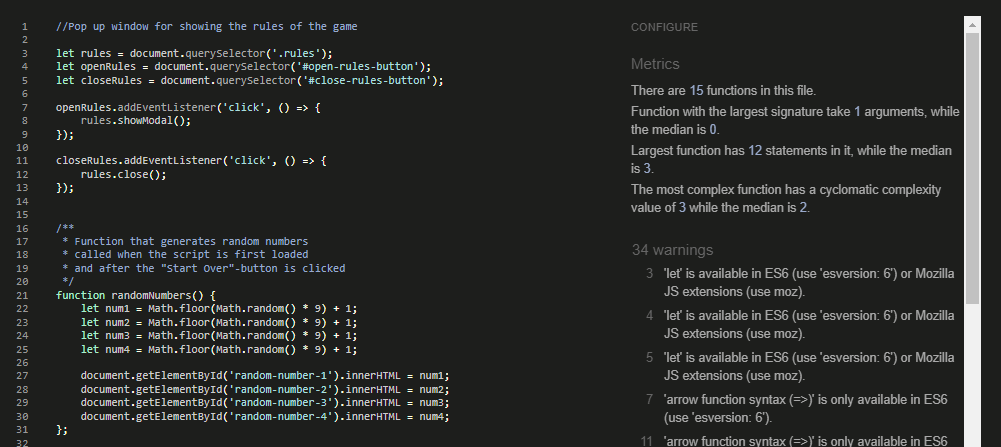 1 //Pop up window for showing the rules of the game
2
3 let rules = document.querySelector('.rules');
4 let openRules = document.querySelector('#open-rules-button');
5 let closeRules = document.querySelector('#close-rules-button');
6
7 openRules.addEventListener('click', () => {
8 rules.showModal();
9 });
10
11 closeRules.addEventListener('click', () => {
12 rules.close();
13 });
14
15
16 /**
17 * Function that generates random numbers
18 * called when the script is first loaded
19 * and after the "Start Over"-button is clicked
20 */
21 function randomNumbers() {
22 let num1 = Math.floor(Math.random() * 9) + 1;
23 let num2 = Math.floor(Math.random() * 9) + 1;
24 let num3 = Math.floor(Math.random() * 9) + 1;
25 let num4 = Math.floor(Math.random() * 9) + 1;
26
27 document.getElementById('random-number-1').innerHTML = num1;
28 document.getElementById('random-number-2').innerHTML = num2;
29 document.getElementById('random-number-3').innerHTML = num3;
30 document.getElementById('random-number-4').innerHTML = num4;
31 };
32
CONFIGURE
Metrics
There are 15 functions in this file.
Function with the largest signature take 1 arguments, while
the median is 0.
Largest function has 12 statements in it, while the median
is 3.
The most complex function has a cyclomatic complexity
value of 3 while the median is 2.
34 warnings
3 'let' is available in ES6 (use 'esversion: 6') or Mozilla
JS extensions (use moz).
4 'let' is available in ES6 (use 'esversion: 6') or Mozilla
JS extensions (use moz).
5 'let' is available in ES6 (use 'esversion: 6') or Mozilla
JS extensions (use moz).
7 'arrow function syntax (=>)' is only available in ES6
(use 'esversion: 6').
11 'arrow function syntax (=>)' is only available in ES6